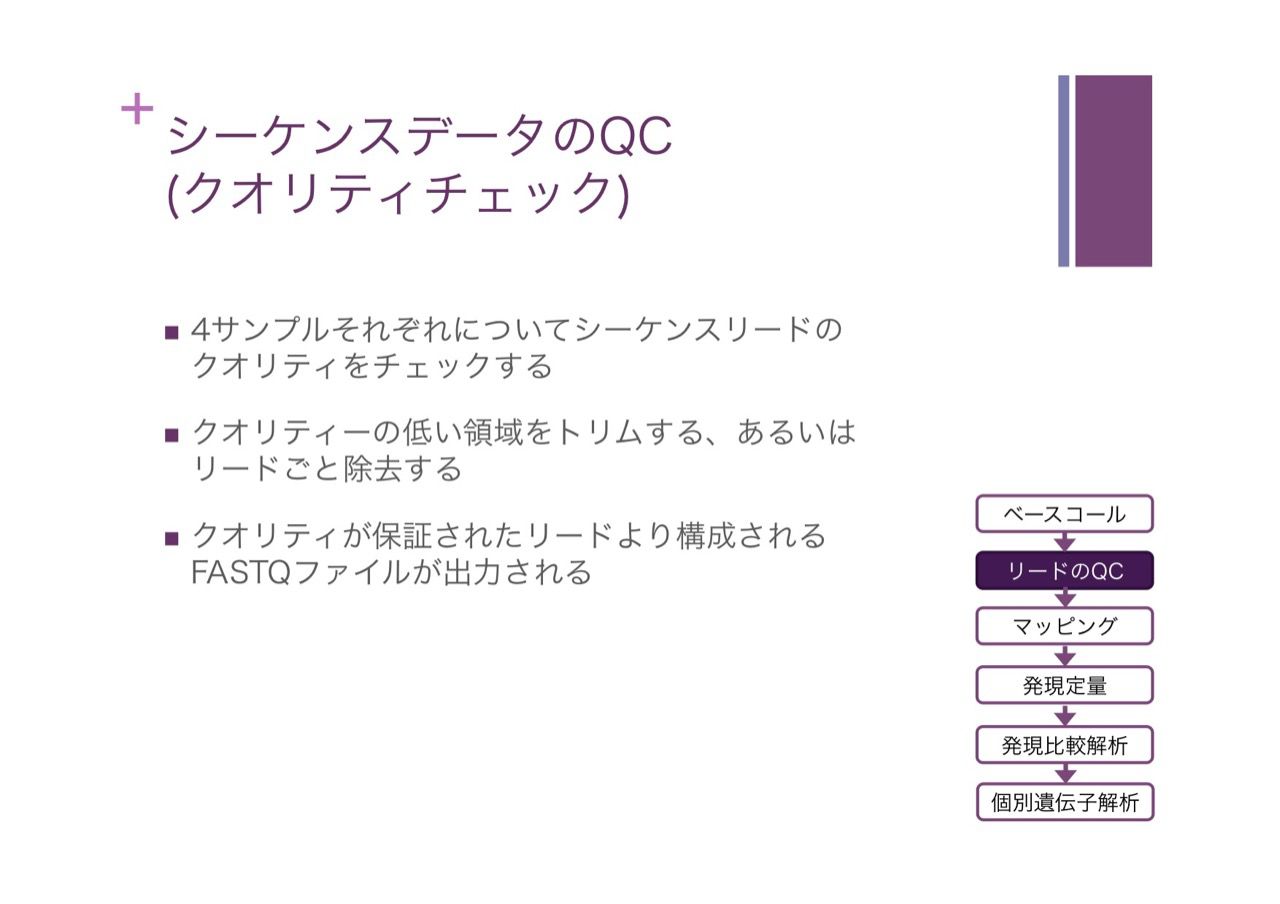 +
シーケンスデータのQC
(クオリティチェック)
■ 4サンプルそれぞれについてシーケンスリードの
クオリティをチェックする
■ クオリティーの低い領域をトリムする、あるいは
リードごと除去する
■ クオリティが保証されたリードより構成される
FASTQファイルが出力される
ベースコール
リードのQC
マッピング
発現定量
発現比較解析
個別遺伝子解析